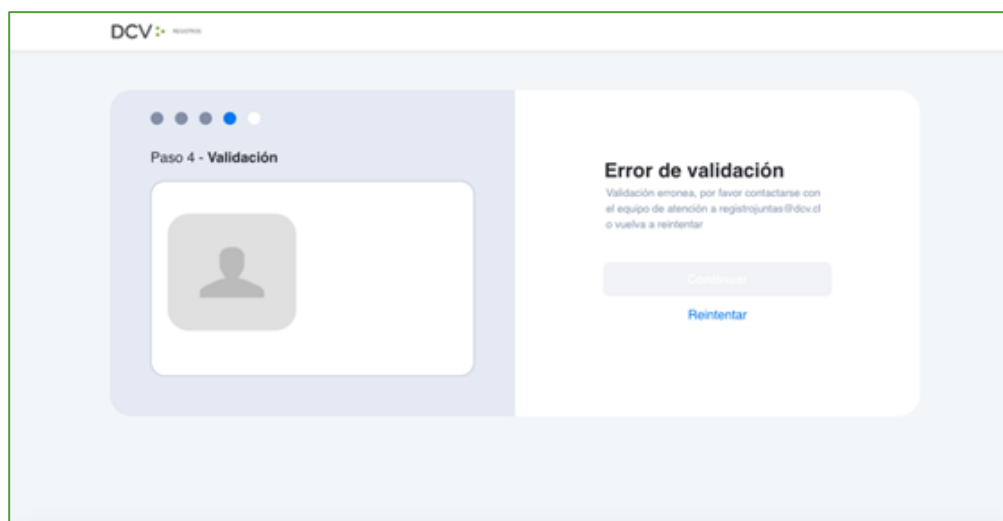 DCV REGISTROS
Paso 4 - Validación
Error de validación
Validación erronea, por favor contactarse con
el equipo de atención a registrojuntas@dcv.cl
o vuelva a reintentar
Continuar
Reintentar